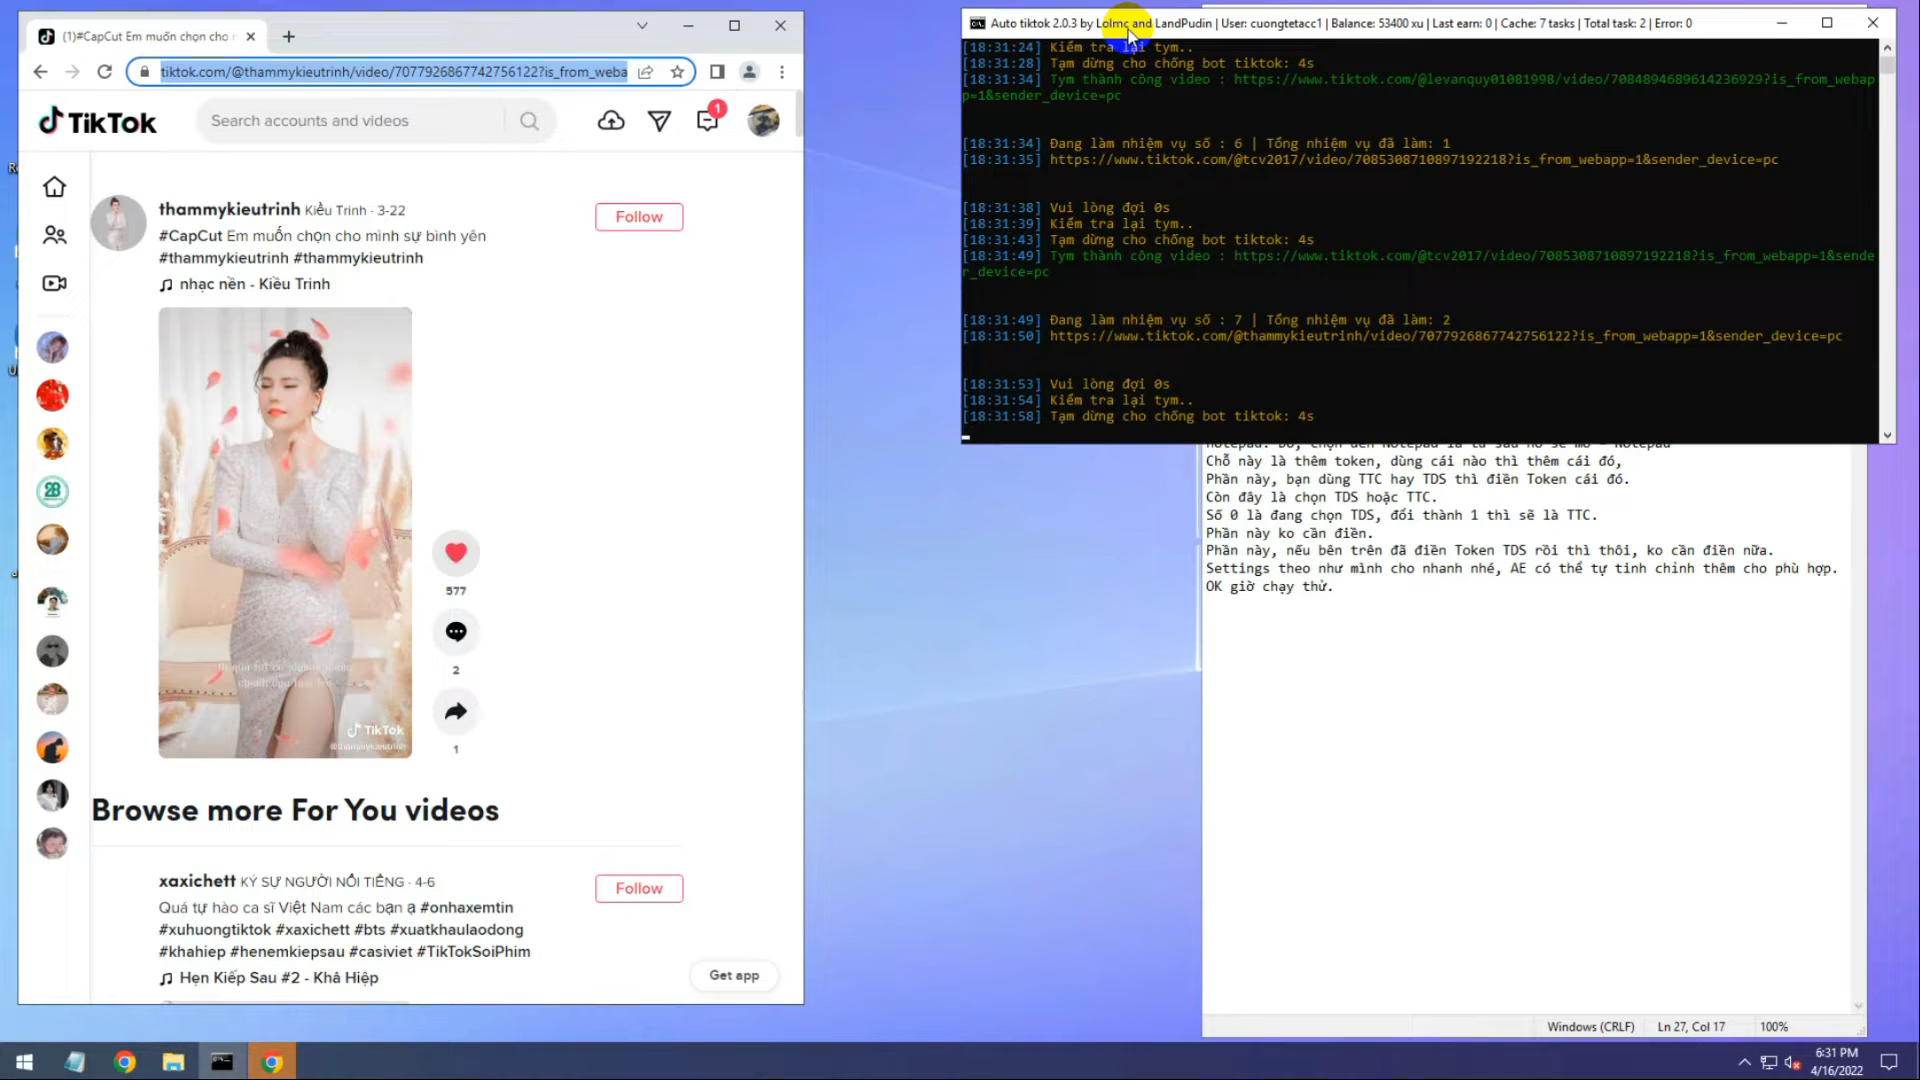 (1)#CapCut Em muốn chọn cho
tiktok.com/@thammykieutrinh/video/7077926867742756122?is_from_weba
TikTok
Search accounts and videos
1
thammykieutrinh Kiều Trinh · 3-22
Follow
#CapCut Em muốn chọn cho mình sự bình yên
#thammykieutrinh #thammykieutrinh
nhạc nền - Kiều Trinh
577
2
1
TikTok
@thammykieutrinh
Browse more For You videos
xaxichett KÝ SỰ NGƯỜI NỔI TIẾNG · 4-6
Follow
Quá tự hào ca sĩ Việt Nam các bạn ạ #onhaxemtin
#xuhuongtiktok #xaxichett #bts #xuatkhaulaodong
#khahiep #henemkiepsau #casiviet #TikTokSoiPhim
Hẹn Kiếp Sau #2 - Khả Hiệp
Get app
Auto tiktok 2.0.3 by Lolmc and LandPudin | User: cuongtetacc1 | Balance: 53400 xu | Last earn: 0 | Cache: 7 tasks | Total task: 2 | Error: 0
[18:31:24] Kiểm tra lại tym..
[18:31:28] Tạm dừng cho chống bot tiktok: 4s
[18:31:34] Tym thành công video : https://www.tiktok.com/@levanquy01081998/video/7084894689614236929?is_from_webap
p=1&sender_device=pc
[18:31:34] Đang làm nhiệm vụ số : 6 | Tổng nhiệm vụ đã làm: 1
[18:31:35] https://www.tiktok.com/@tcv2017/video/7085308710897192218?is_from_webapp=1&sender_device=pc
[18:31:38] Vui lòng đợi 0s
[18:31:39] Kiểm tra lại tym..
[18:31:43] Tạm dừng cho chống bot tiktok: 4s
[18:31:49] Tym thành công video : https://www.tiktok.com/@tcv2017/video/7085308710897192218?is_from_webapp=1&sende
r_device=pc
[18:31:49] Đang làm nhiệm vụ số : 7 | Tổng nhiệm vụ đã làm: 2
[18:31:50] https://www.tiktok.com/@thammykieutrinh/video/7077926867742756122?is_from_webapp=1&sender_device=pc
[18:31:53] Vui lòng đợi 0s
[18:31:54] Kiểm tra lại tym..
[18:31:58] Tạm dừng cho chống bot tiktok: 4s
Chỗ này là thêm token, dùng cái nào thì thêm cái đó,
Phần này, bạn dùng TTC hay TDS thì điền Token cái đó.
Còn đây là chọn TDS hoặc TTC.
Số 0 là đang chọn TDS, đổi thành 1 thì sẽ là TTC.
Phần này ko cần điền.
Phần này, nếu bên trên đã điền Token TDS rồi thì thôi, ko cần điền nữa.
Settings theo như mình cho nhanh nhé, AE có thể tự tinh chỉnh thêm cho phù hợp.
OK giờ chạy thử.
Windows (CRLF) Ln 27, Col 17 100%
6:31 PM
4/16/2022